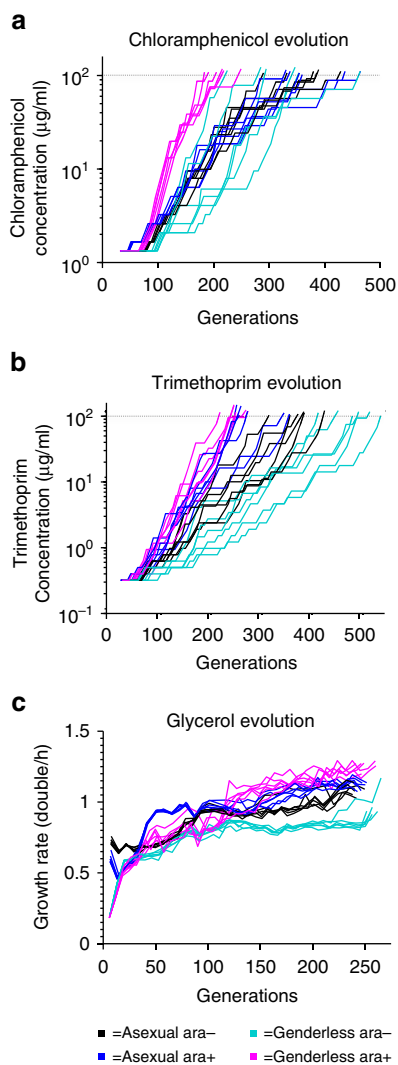 a
Chloramphenicol evolution
Chloramphenicol
concentration (µg/ml)
10²
10¹
10⁰
0 100 200 300 400 500
Generations
b
Trimethoprim evolution
Trimethoprim
Concentration (µg/ml)
10²
10¹
10⁰
10⁻¹
0 100 200 300 400 500
Generations
c
Glycerol evolution
Growth rate (double/h)
1.5
1
0.5
0
0 50 100 150 200 250
Generations
=Asexual ara– =Genderless ara–
=Asexual ara+ =Genderless ara+